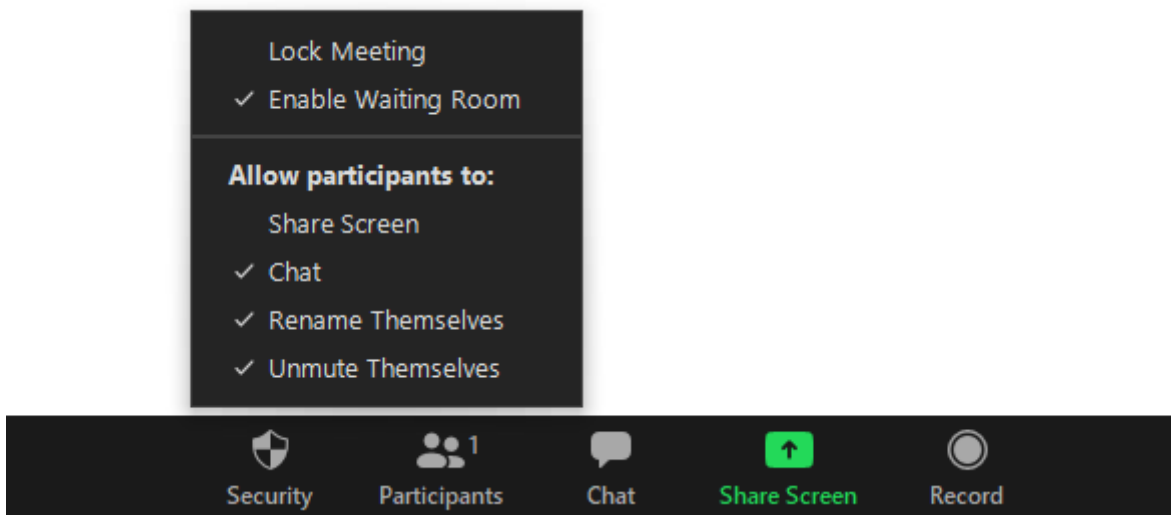 Lock Meeting
✓ Enable Waiting Room
Allow participants to:
Share Screen
✓ Chat
✓ Rename Themselves
✓ Unmute Themselves
1
Security Participants Chat Share Screen Record